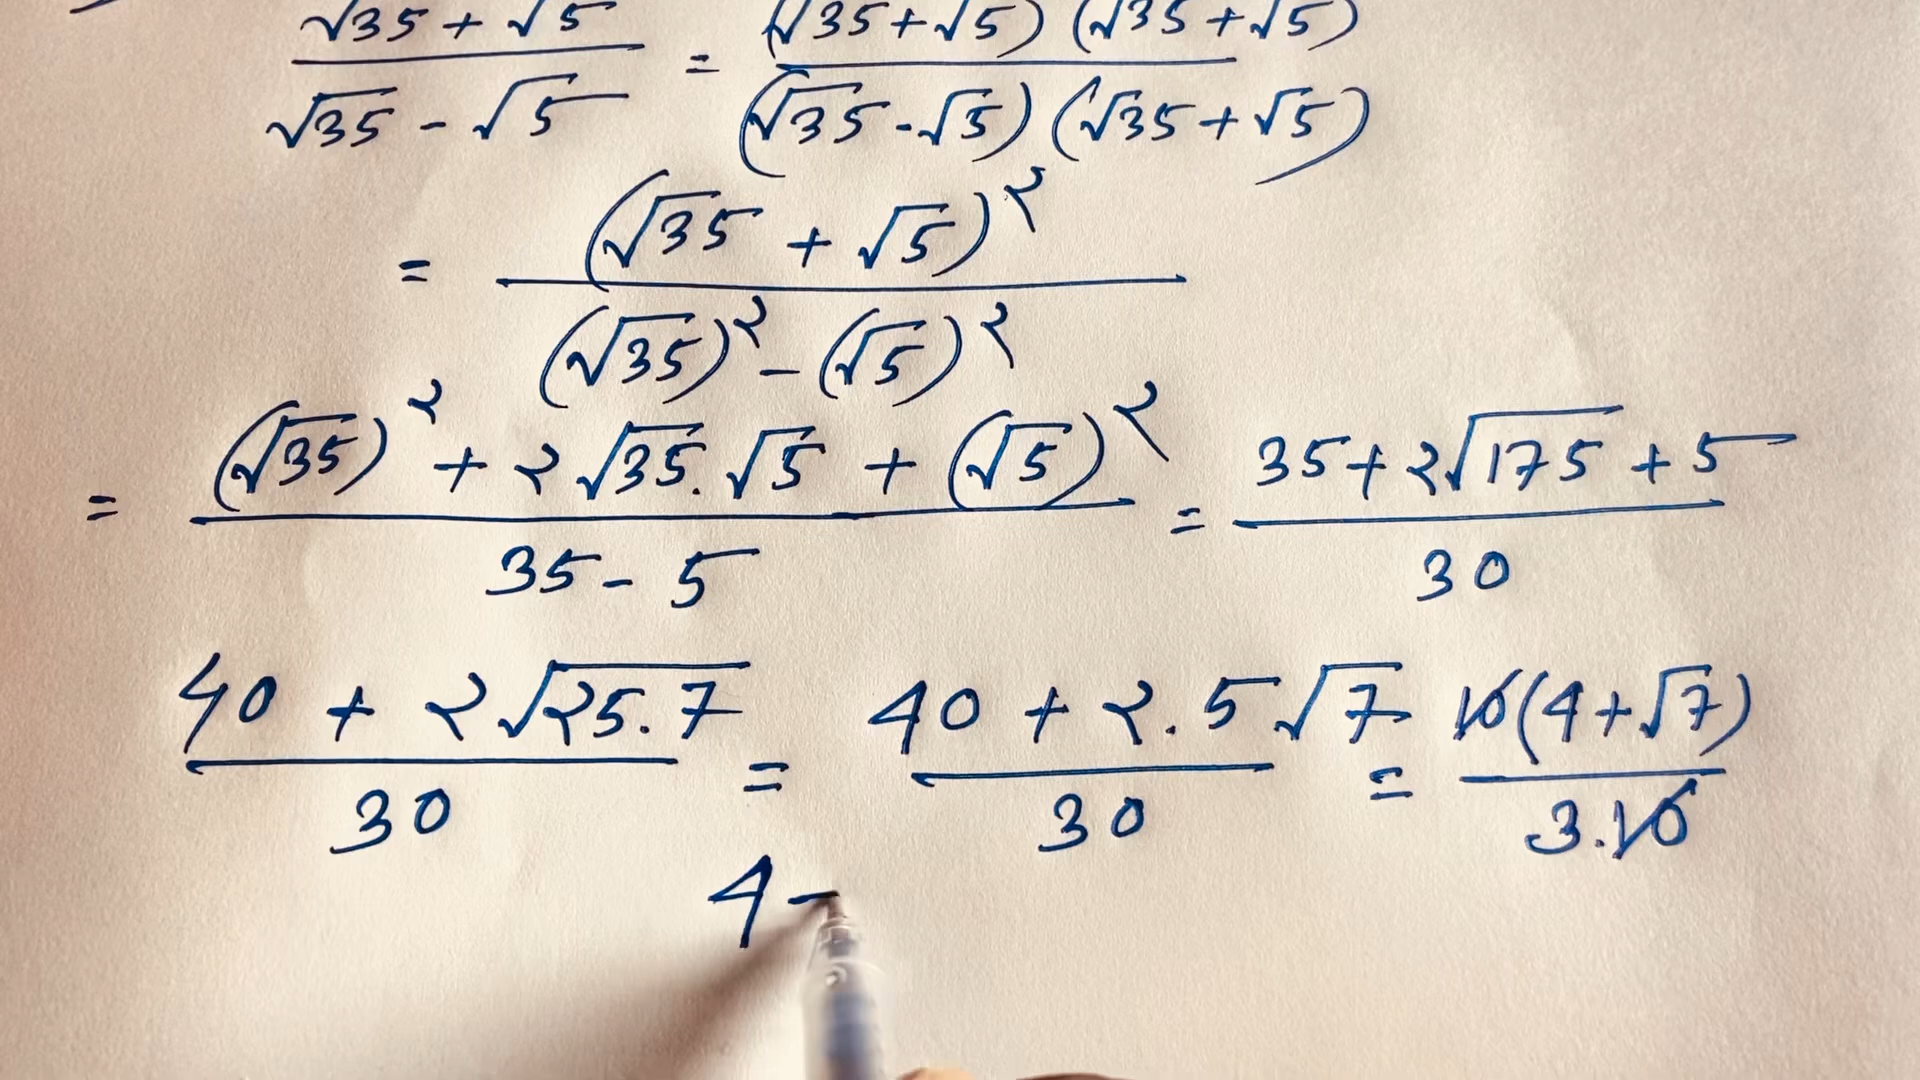 (√35 + √5)/(√35 - √5) = ((√35 + √5) (√35 + √5))/((√35 - √5) (√35 + √5))
= (√35 + √5)²/((√35)² - (√5)²)
= ((√35)² + 2√35.√5 + (√5)²)/(35 - 5) = (35 + 2√175 + 5)/30
(40 + 2√25.7)/30 = (40 + 2.5√7)/30 = (10(4 + √7))/(3.10)
4 -